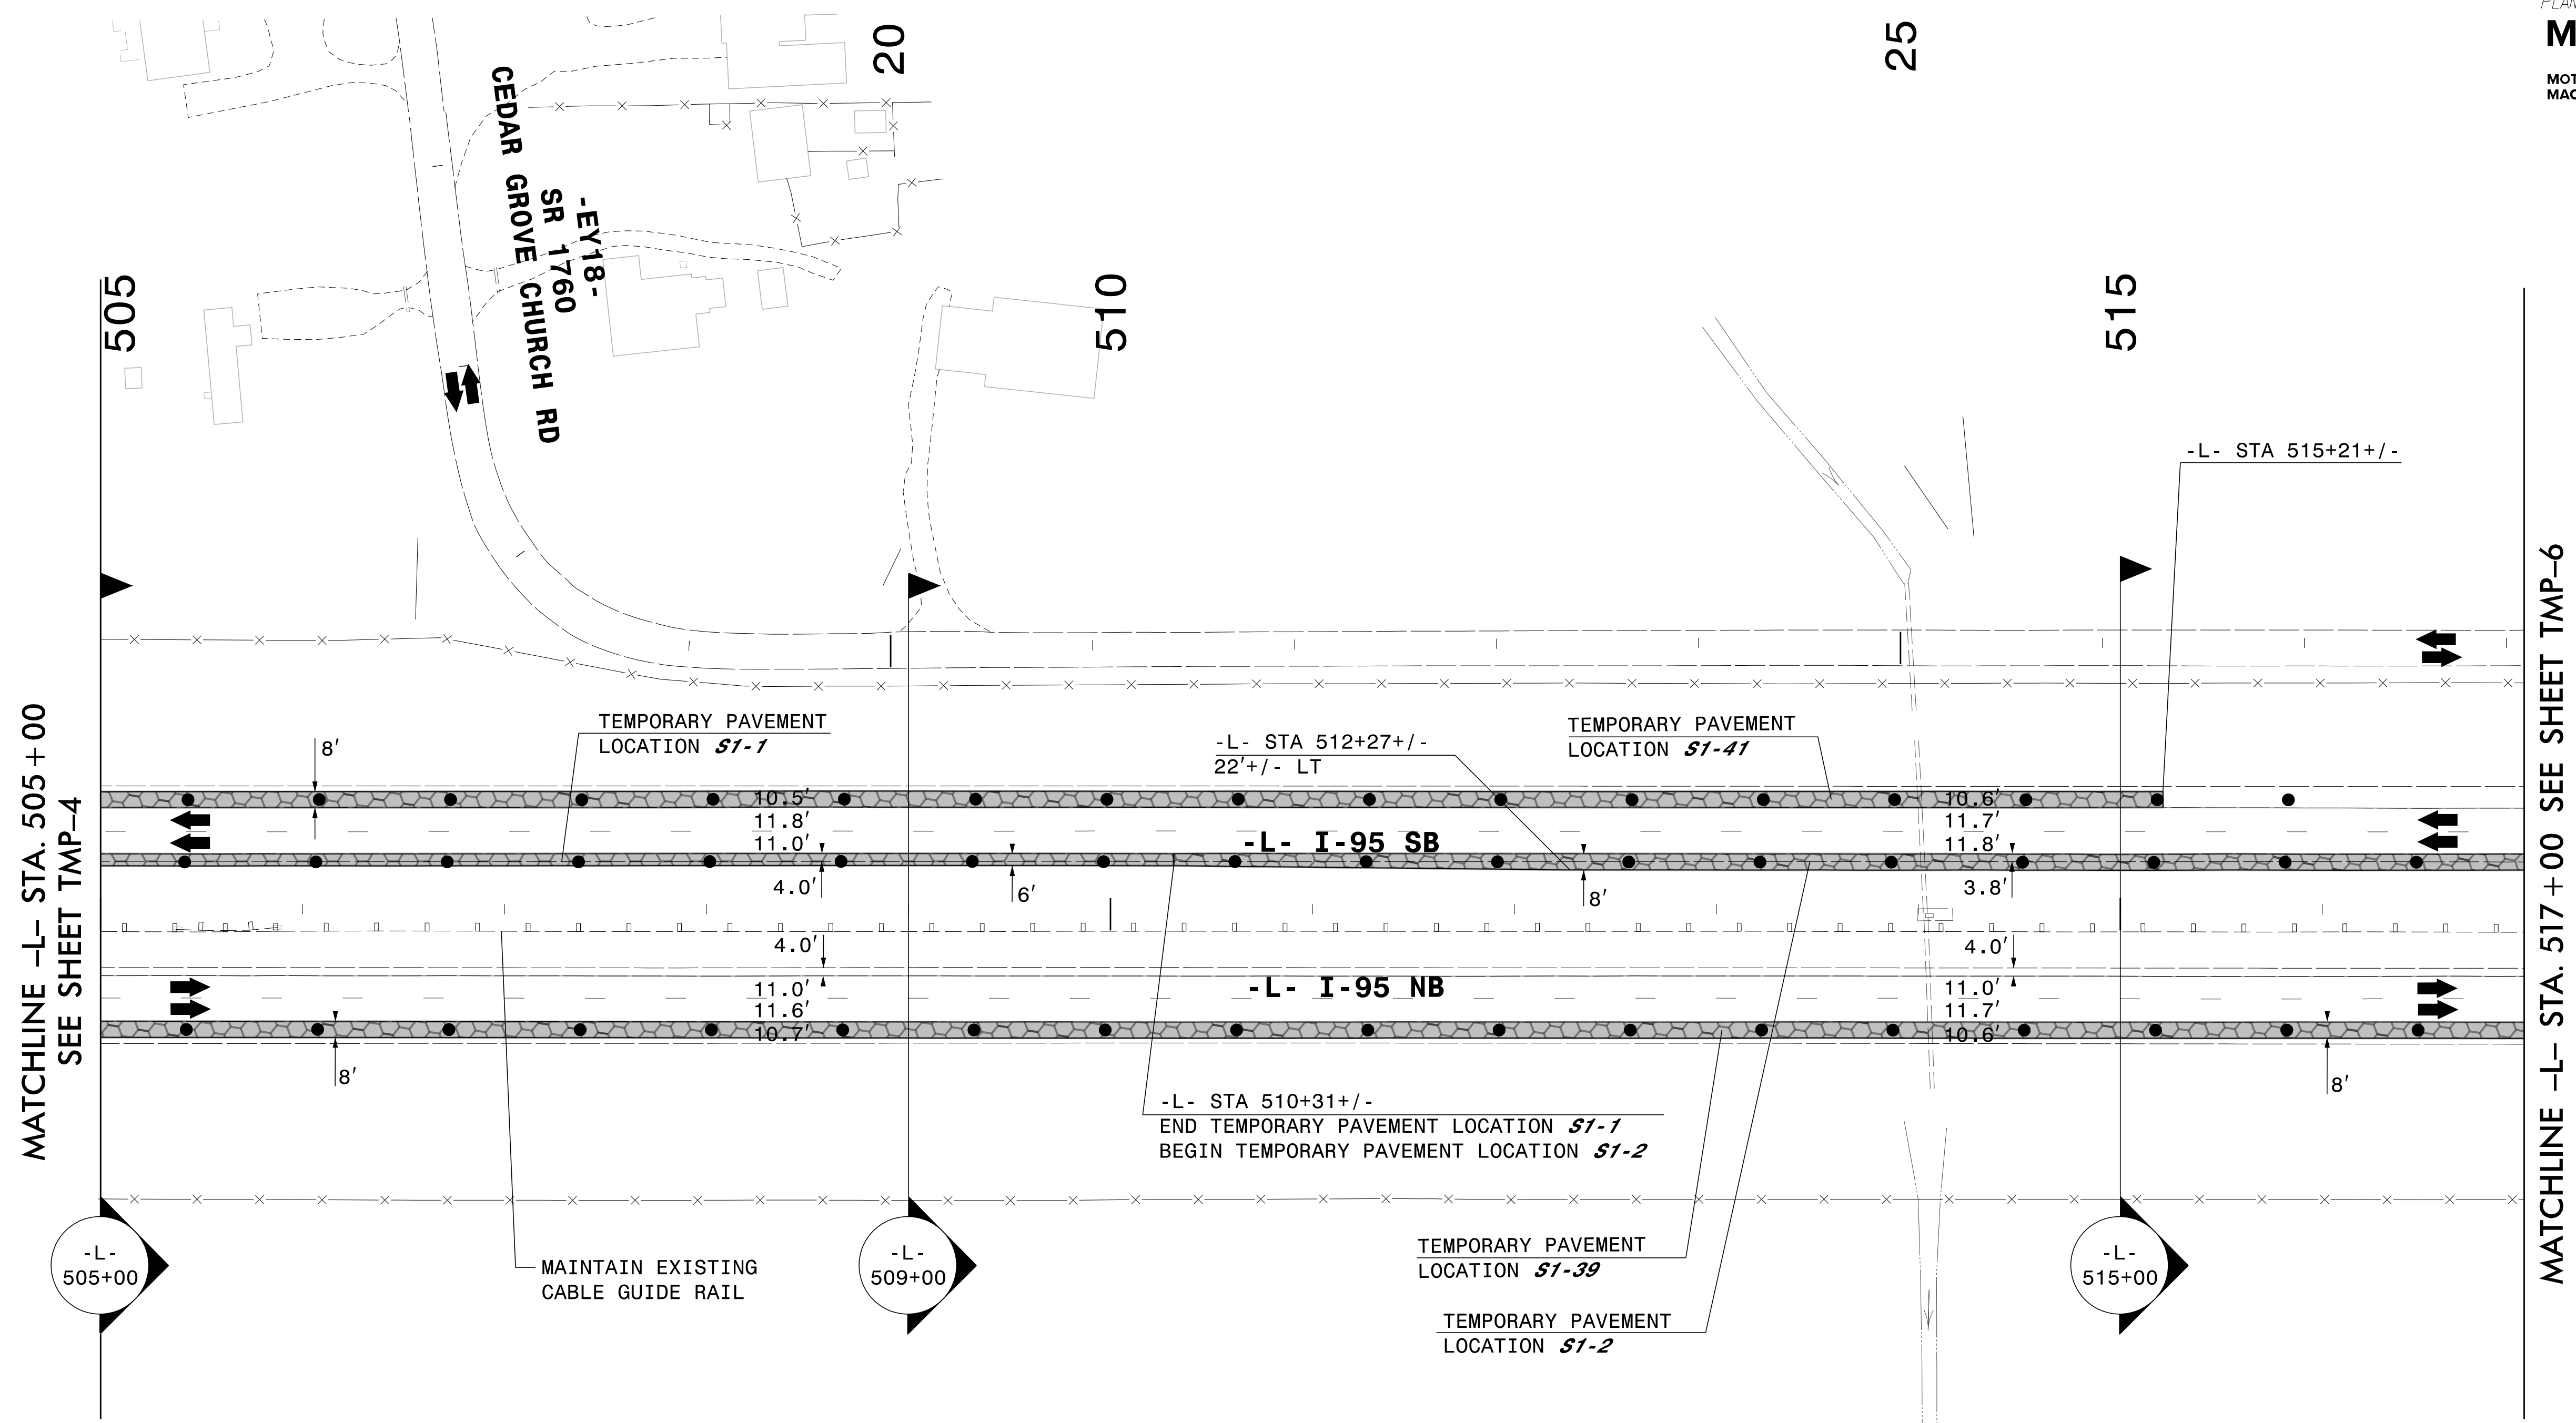 20
25
M
MOT
MAC
CEDAR GROVE CHURCH RD
SR 1760
-EY18-
505
510
515
-L- STA 515+21+/-
MATCHLINE -L- STA. 505+00
SEE SHEET TMP-4
MATCHLINE -L- STA. 517+00 SEE SHEET TMP-6
TEMPORARY PAVEMENT
LOCATION S1-1
8'
-L- STA 512+27+/-
22'+/- LT
TEMPORARY PAVEMENT
LOCATION S1-41
10.5'
11.8'
11.0'
4.0'
6'
-L- I-95 SB
8'
10.6'
11.7'
11.8'
3.8'
4.0'
11.0'
11.6'
10.7'
8'
-L- I-95 NB
4.0'
11.0'
11.7'
10.6'
8'
-L- STA 510+31+/-
END TEMPORARY PAVEMENT LOCATION S1-1
BEGIN TEMPORARY PAVEMENT LOCATION S1-2
TEMPORARY PAVEMENT
LOCATION S1-39
TEMPORARY PAVEMENT
LOCATION S1-2
MAINTAIN EXISTING
CABLE GUIDE RAIL
-L-
505+00
-L-
509+00
-L-
515+00